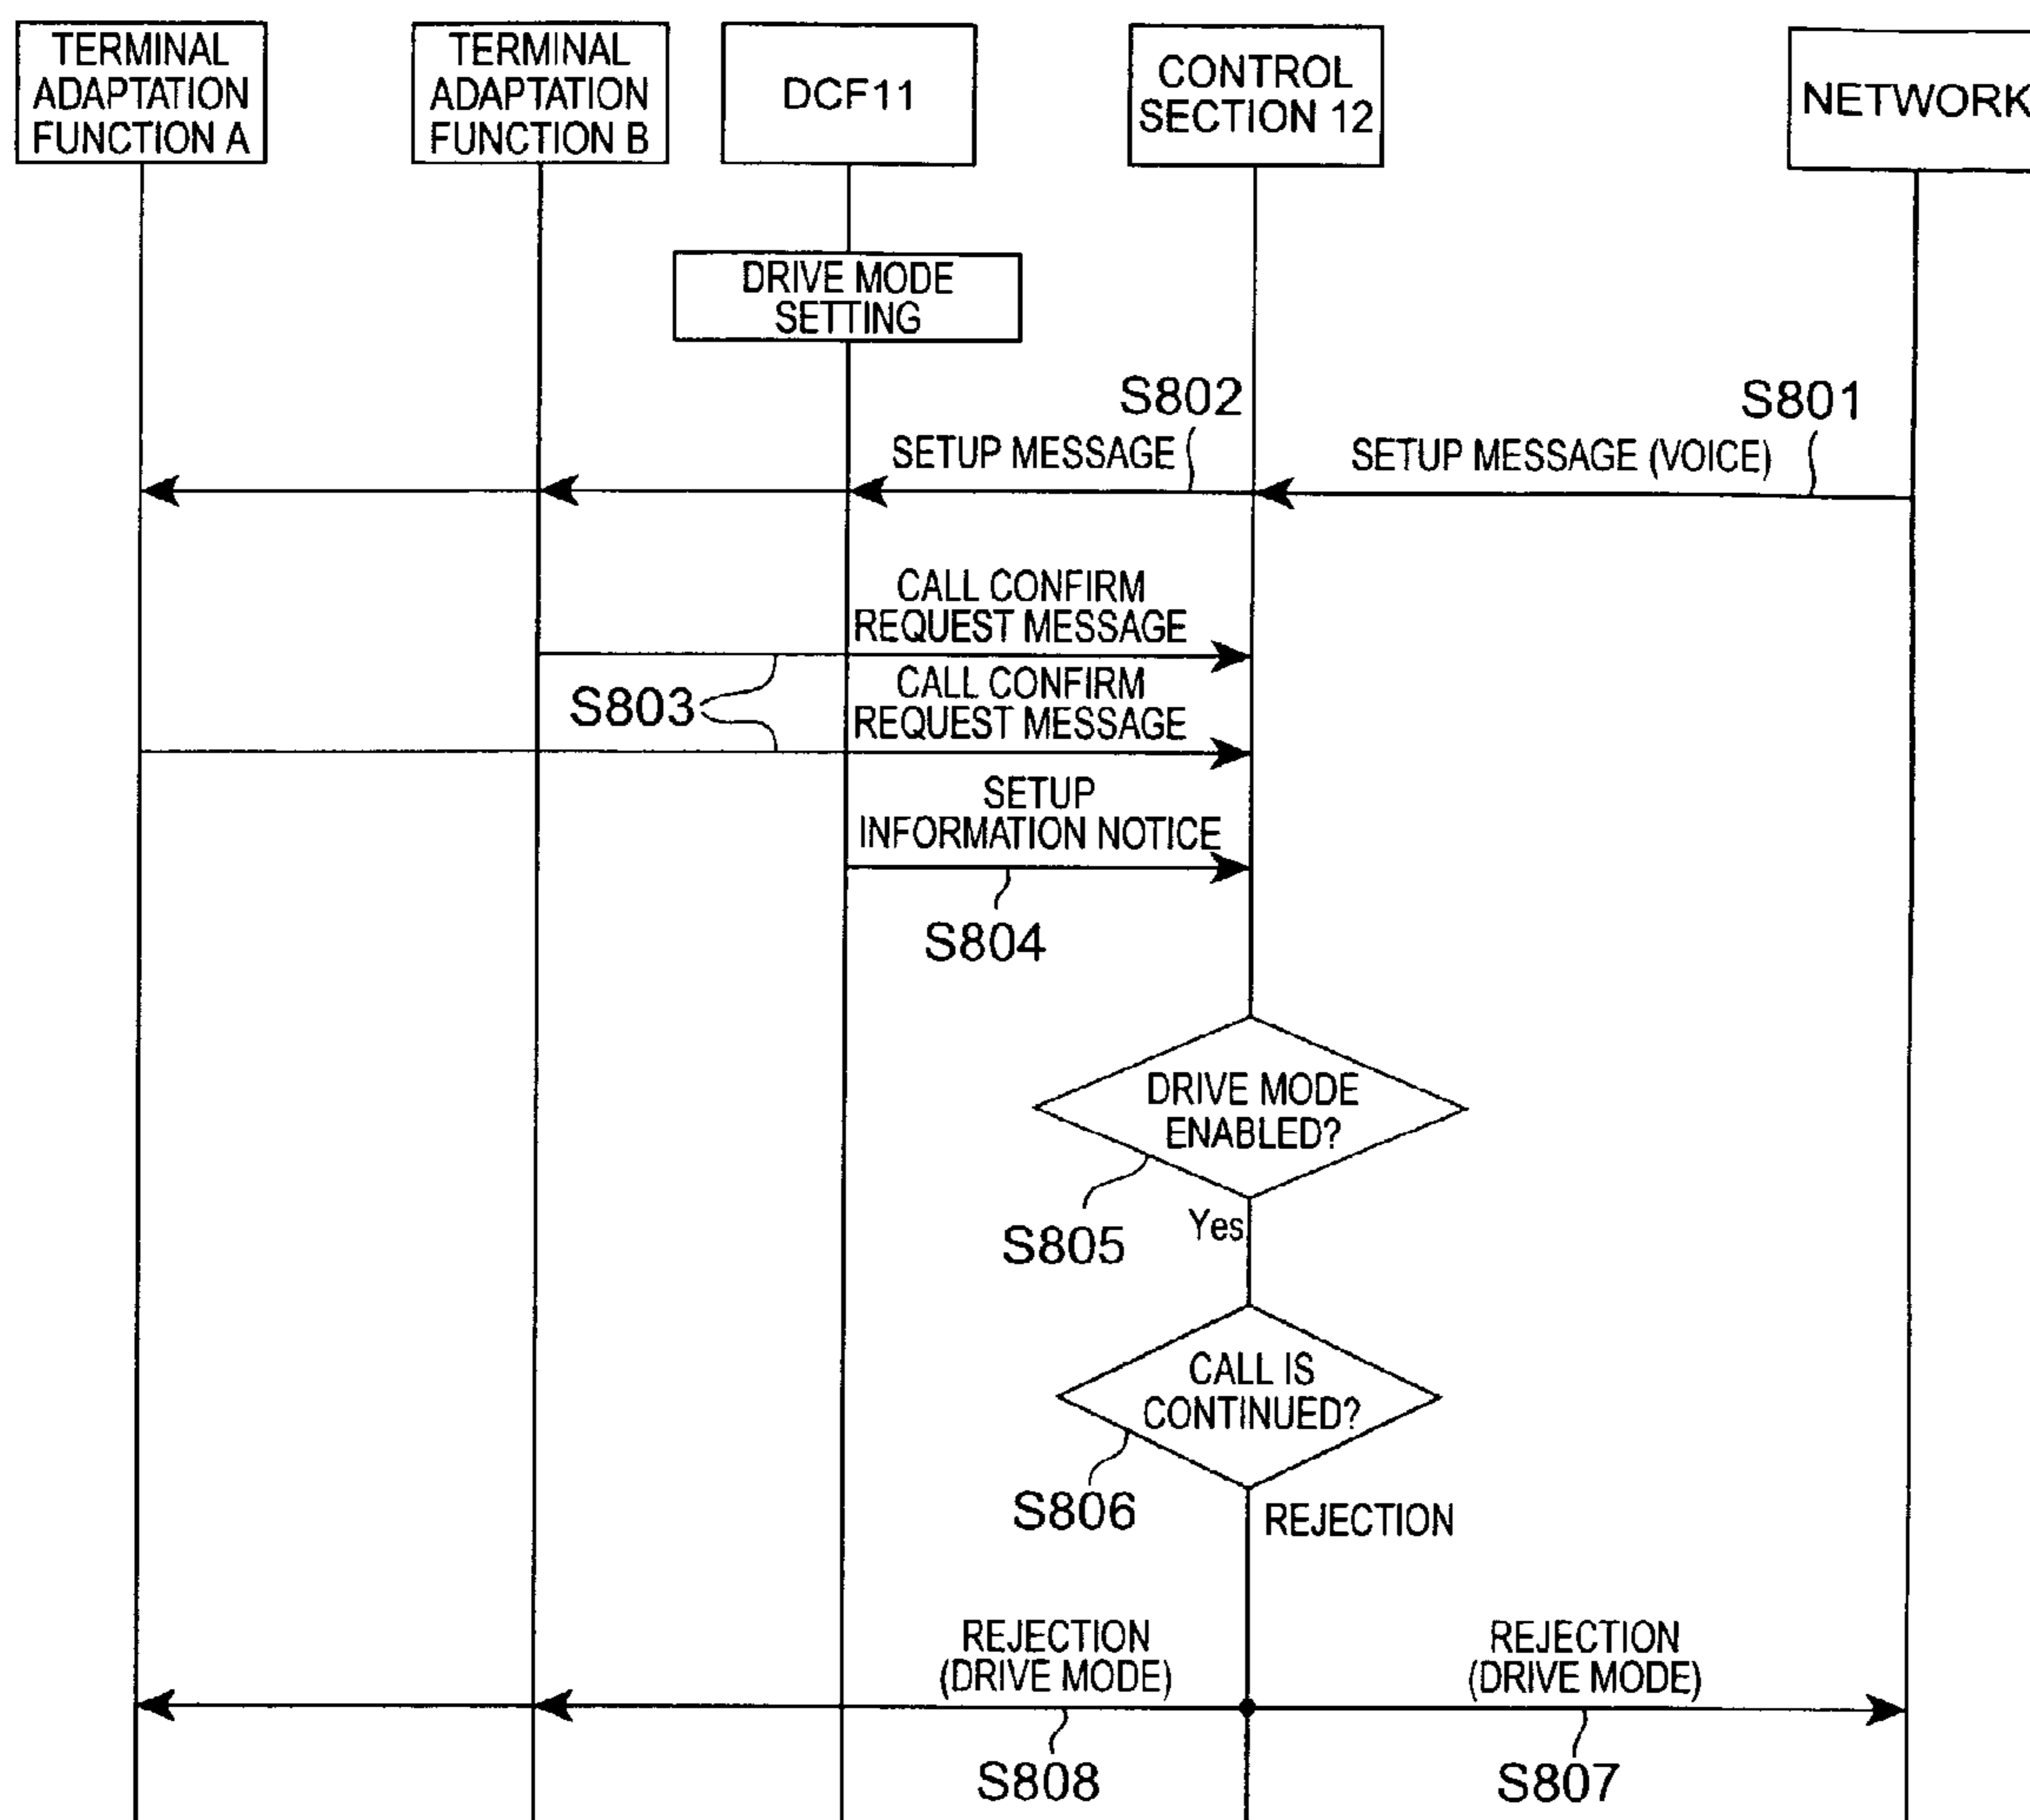 TERMINAL
ADAPTATION
FUNCTION A
TERMINAL
ADAPTATION
FUNCTION B
DCF11
CONTROL
SECTION 12
NETWORK
DRIVE MODE
SETTING
S802
S801
SETUP MESSAGE
SETUP MESSAGE (VOICE)
CALL CONFIRM
REQUEST MESSAGE
S803
CALL CONFIRM
REQUEST MESSAGE
SETUP
INFORMATION NOTICE
S804
DRIVE MODE
ENABLED?
S805
Yes
CALL IS
CONTINUED?
S806
REJECTION
REJECTION
(DRIVE MODE)
REJECTION
(DRIVE MODE)
S808
S807